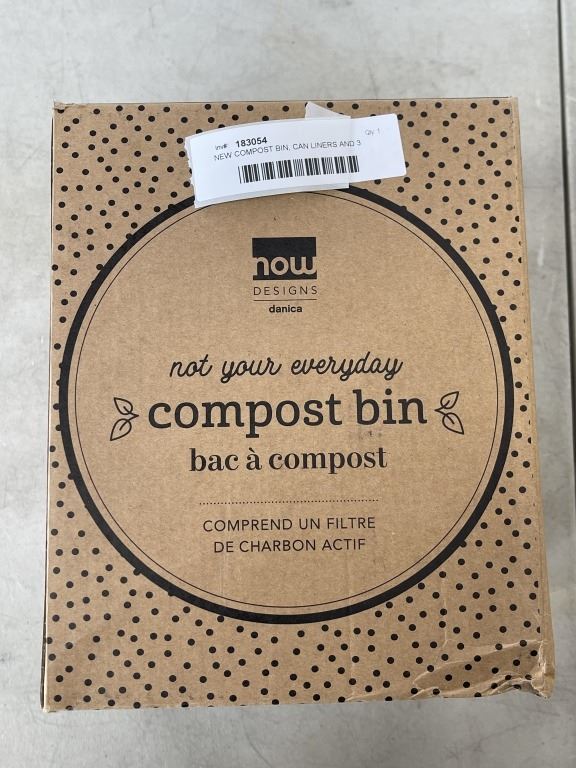 Inv#: 183054 Qty 1
NEW COMPOST BIN, CAN LINERS AND 3
now
DESIGNS
danica
not your everyday
compost bin
bac à compost
COMPREND UN FILTRE
DE CHARBON ACTIF